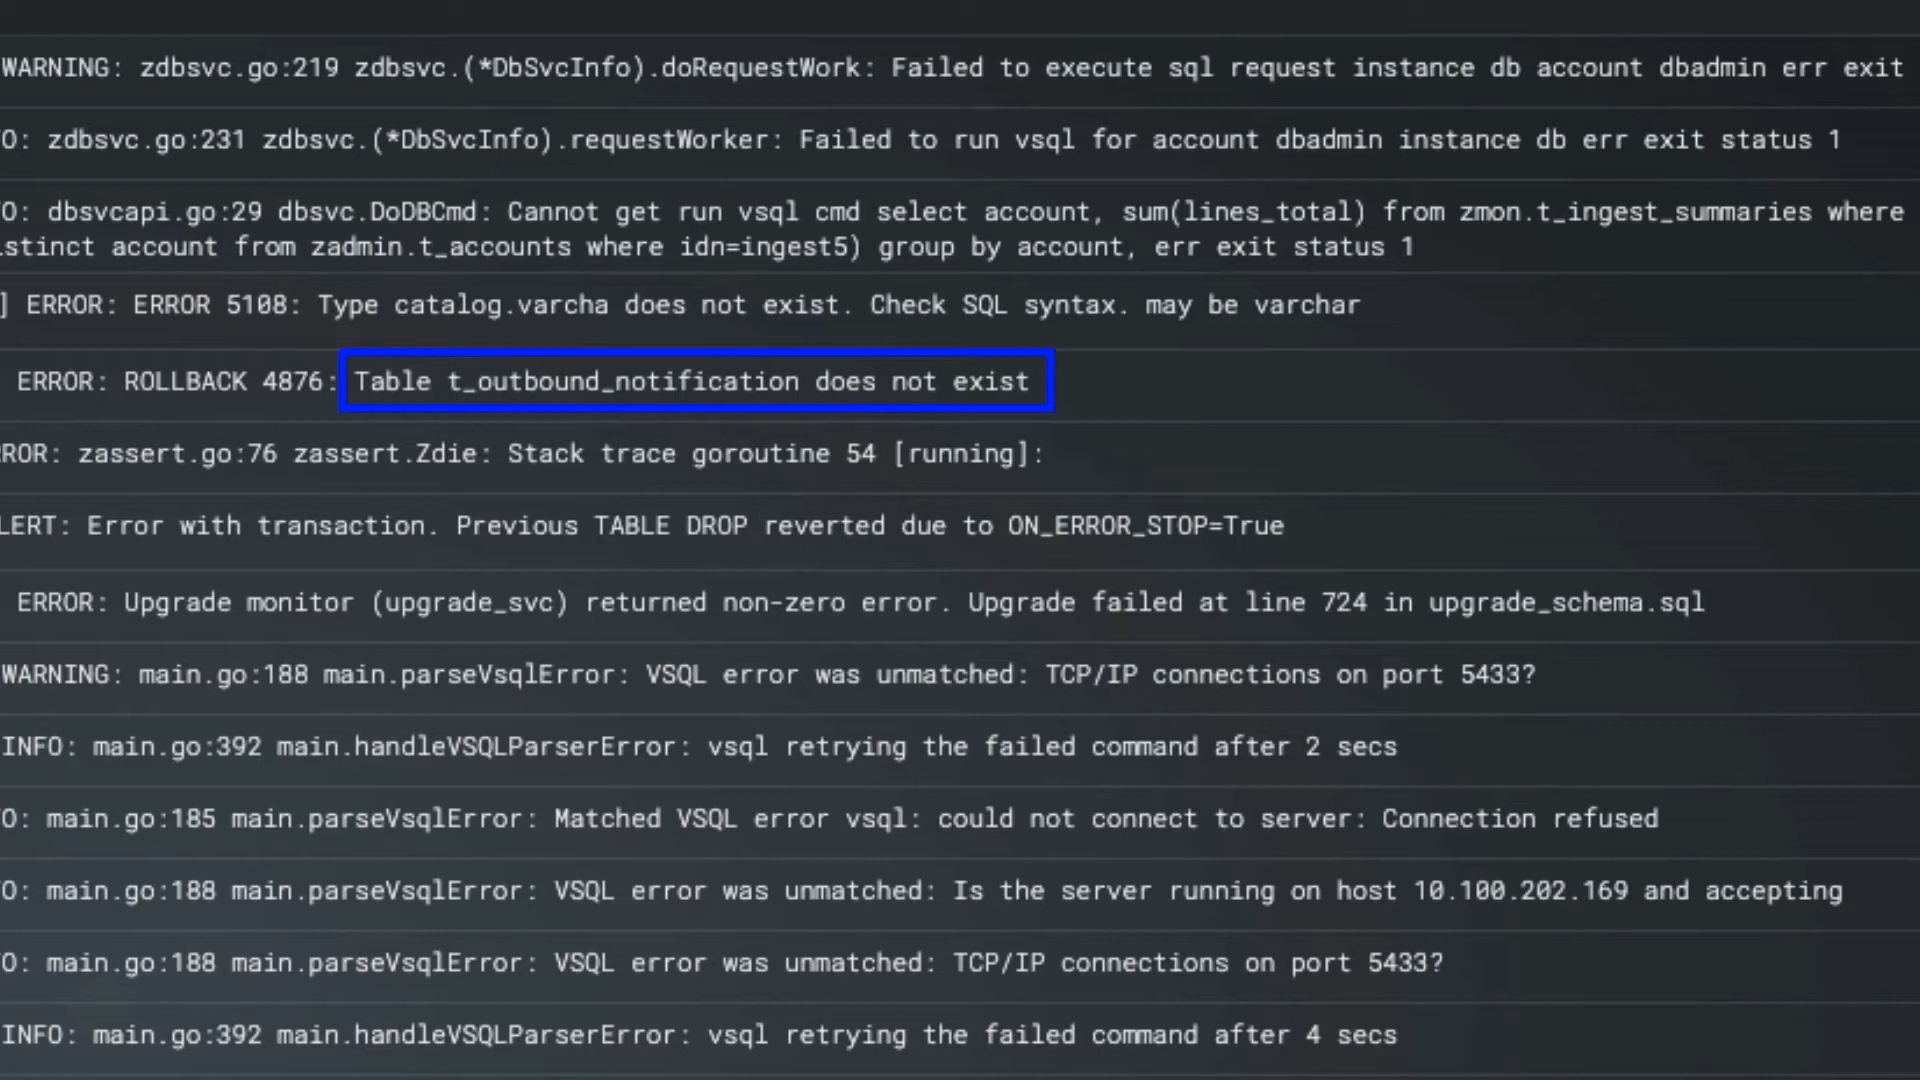 WARNING: zdbsvc.go:219 zdbsvc.(*DbSvcInfo).doRequestWork: Failed to execute sql request instance db account dbadmin err exit
O: zdbsvc.go:231 zdbsvc.(*DbSvcInfo).requestWorker: Failed to run vsql for account dbadmin instance db err exit status 1
O: dbsvcapi.go:29 dbsvc.DoDBCmd: Cannot get run vsql cmd select account, sum(lines_total) from zmon.t_ingest_summaries where
stinct account from zadmin.t_accounts where idn=ingest5) group by account, err exit status 1
] ERROR: ERROR 5108: Type catalog.varcha does not exist. Check SQL syntax. may be varchar
ERROR: ROLLBACK 4876: Table t_outbound_notification does not exist
ROR: zassert.go:76 zassert.Zdie: Stack trace goroutine 54 [running]:
LERT: Error with transaction. Previous TABLE DROP reverted due to ON_ERROR_STOP=True
ERROR: Upgrade monitor (upgrade_svc) returned non-zero error. Upgrade failed at line 724 in upgrade_schema.sql
WARNING: main.go:188 main.parseVsqlError: VSQL error was unmatched: TCP/IP connections on port 5433?
INFO: main.go:392 main.handleVSQLParserError: vsql retrying the failed command after 2 secs
O: main.go:185 main.parseVsqlError: Matched VSQL error vsql: could not connect to server: Connection refused
O: main.go:188 main.parseVsqlError: VSQL error was unmatched: Is the server running on host 10.100.202.169 and accepting
O: main.go:188 main.parseVsqlError: VSQL error was unmatched: TCP/IP connections on port 5433?
INFO: main.go:392 main.handleVSQLParserError: vsql retrying the failed command after 4 secs